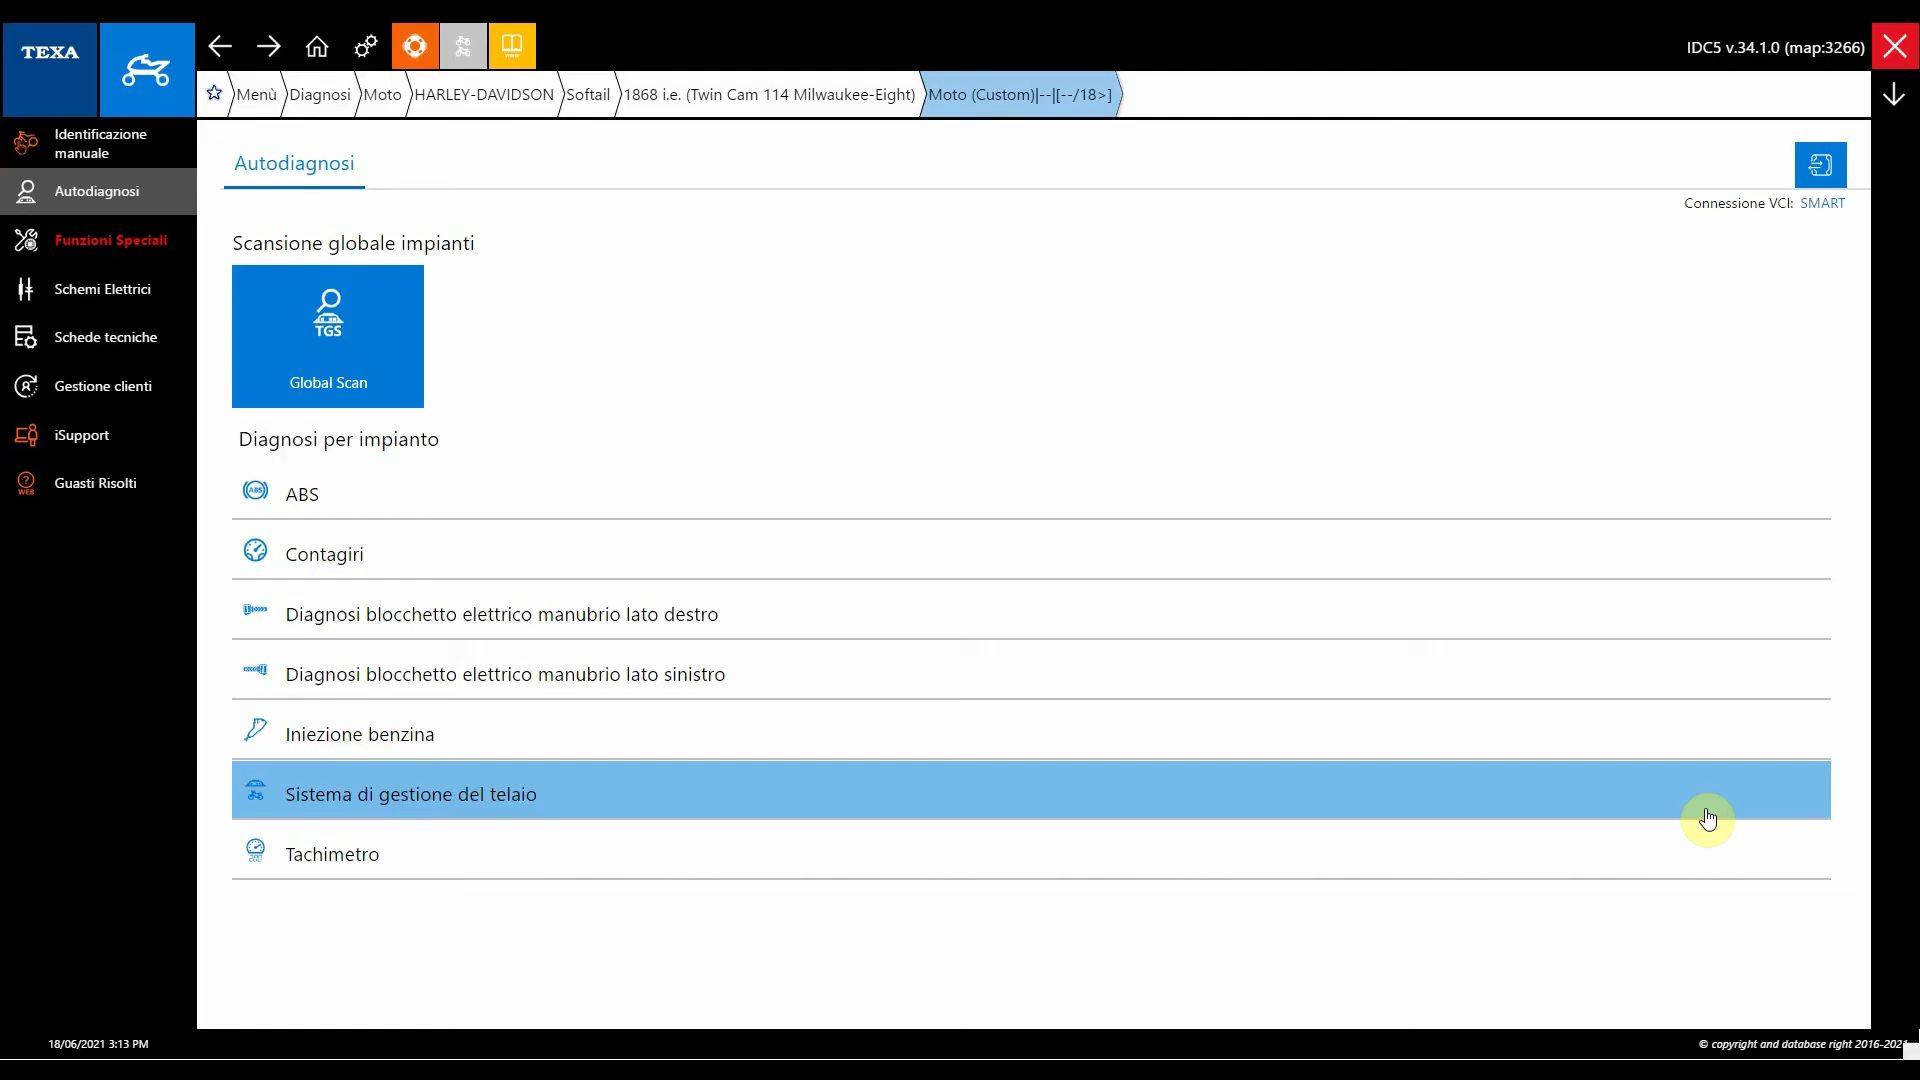 TEXA
IDC5 v.34.1.0 (map:3266)
Menù
Diagnosi
Moto
HARLEY-DAVIDSON
Softail
1868 i.e. (Twin Cam 114 Milwaukee-Eight)
Moto (Custom)|--|[--/18>]
Identificazione
manuale
Autodiagnosi
Funzioni Speciali
Schemi Elettrici
Schede tecniche
Gestione clienti
iSupport
WEB
Guasti Risolti
Autodiagnosi
Connessione VCI: SMART
Scansione globale impianti
TGS
Global Scan
Diagnosi per impianto
ABS
ABS
Contagiri
Diagnosi blocchetto elettrico manubrio lato destro
Diagnosi blocchetto elettrico manubrio lato sinistro
Iniezione benzina
Sistema di gestione del telaio
200
Tachimetro
18/06/2021 3:13 PM
© copyright and database right 2016-2021